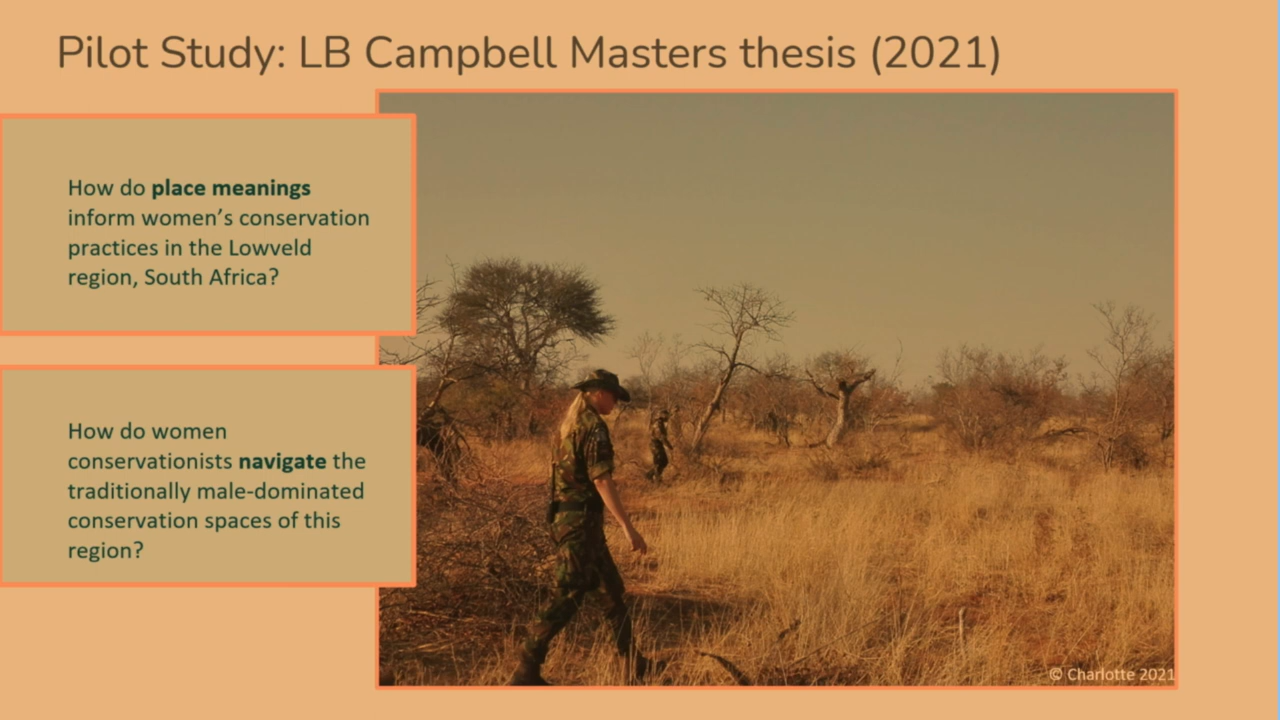 Pilot Study: LB Campbell Masters thesis (2021)
How do place meanings
inform women’s conservation
practices in the Lowveld
region, South Africa?
How do women
conservationists navigate the
traditionally male-dominated
conservation spaces of this
region?
© Charlotte 2021